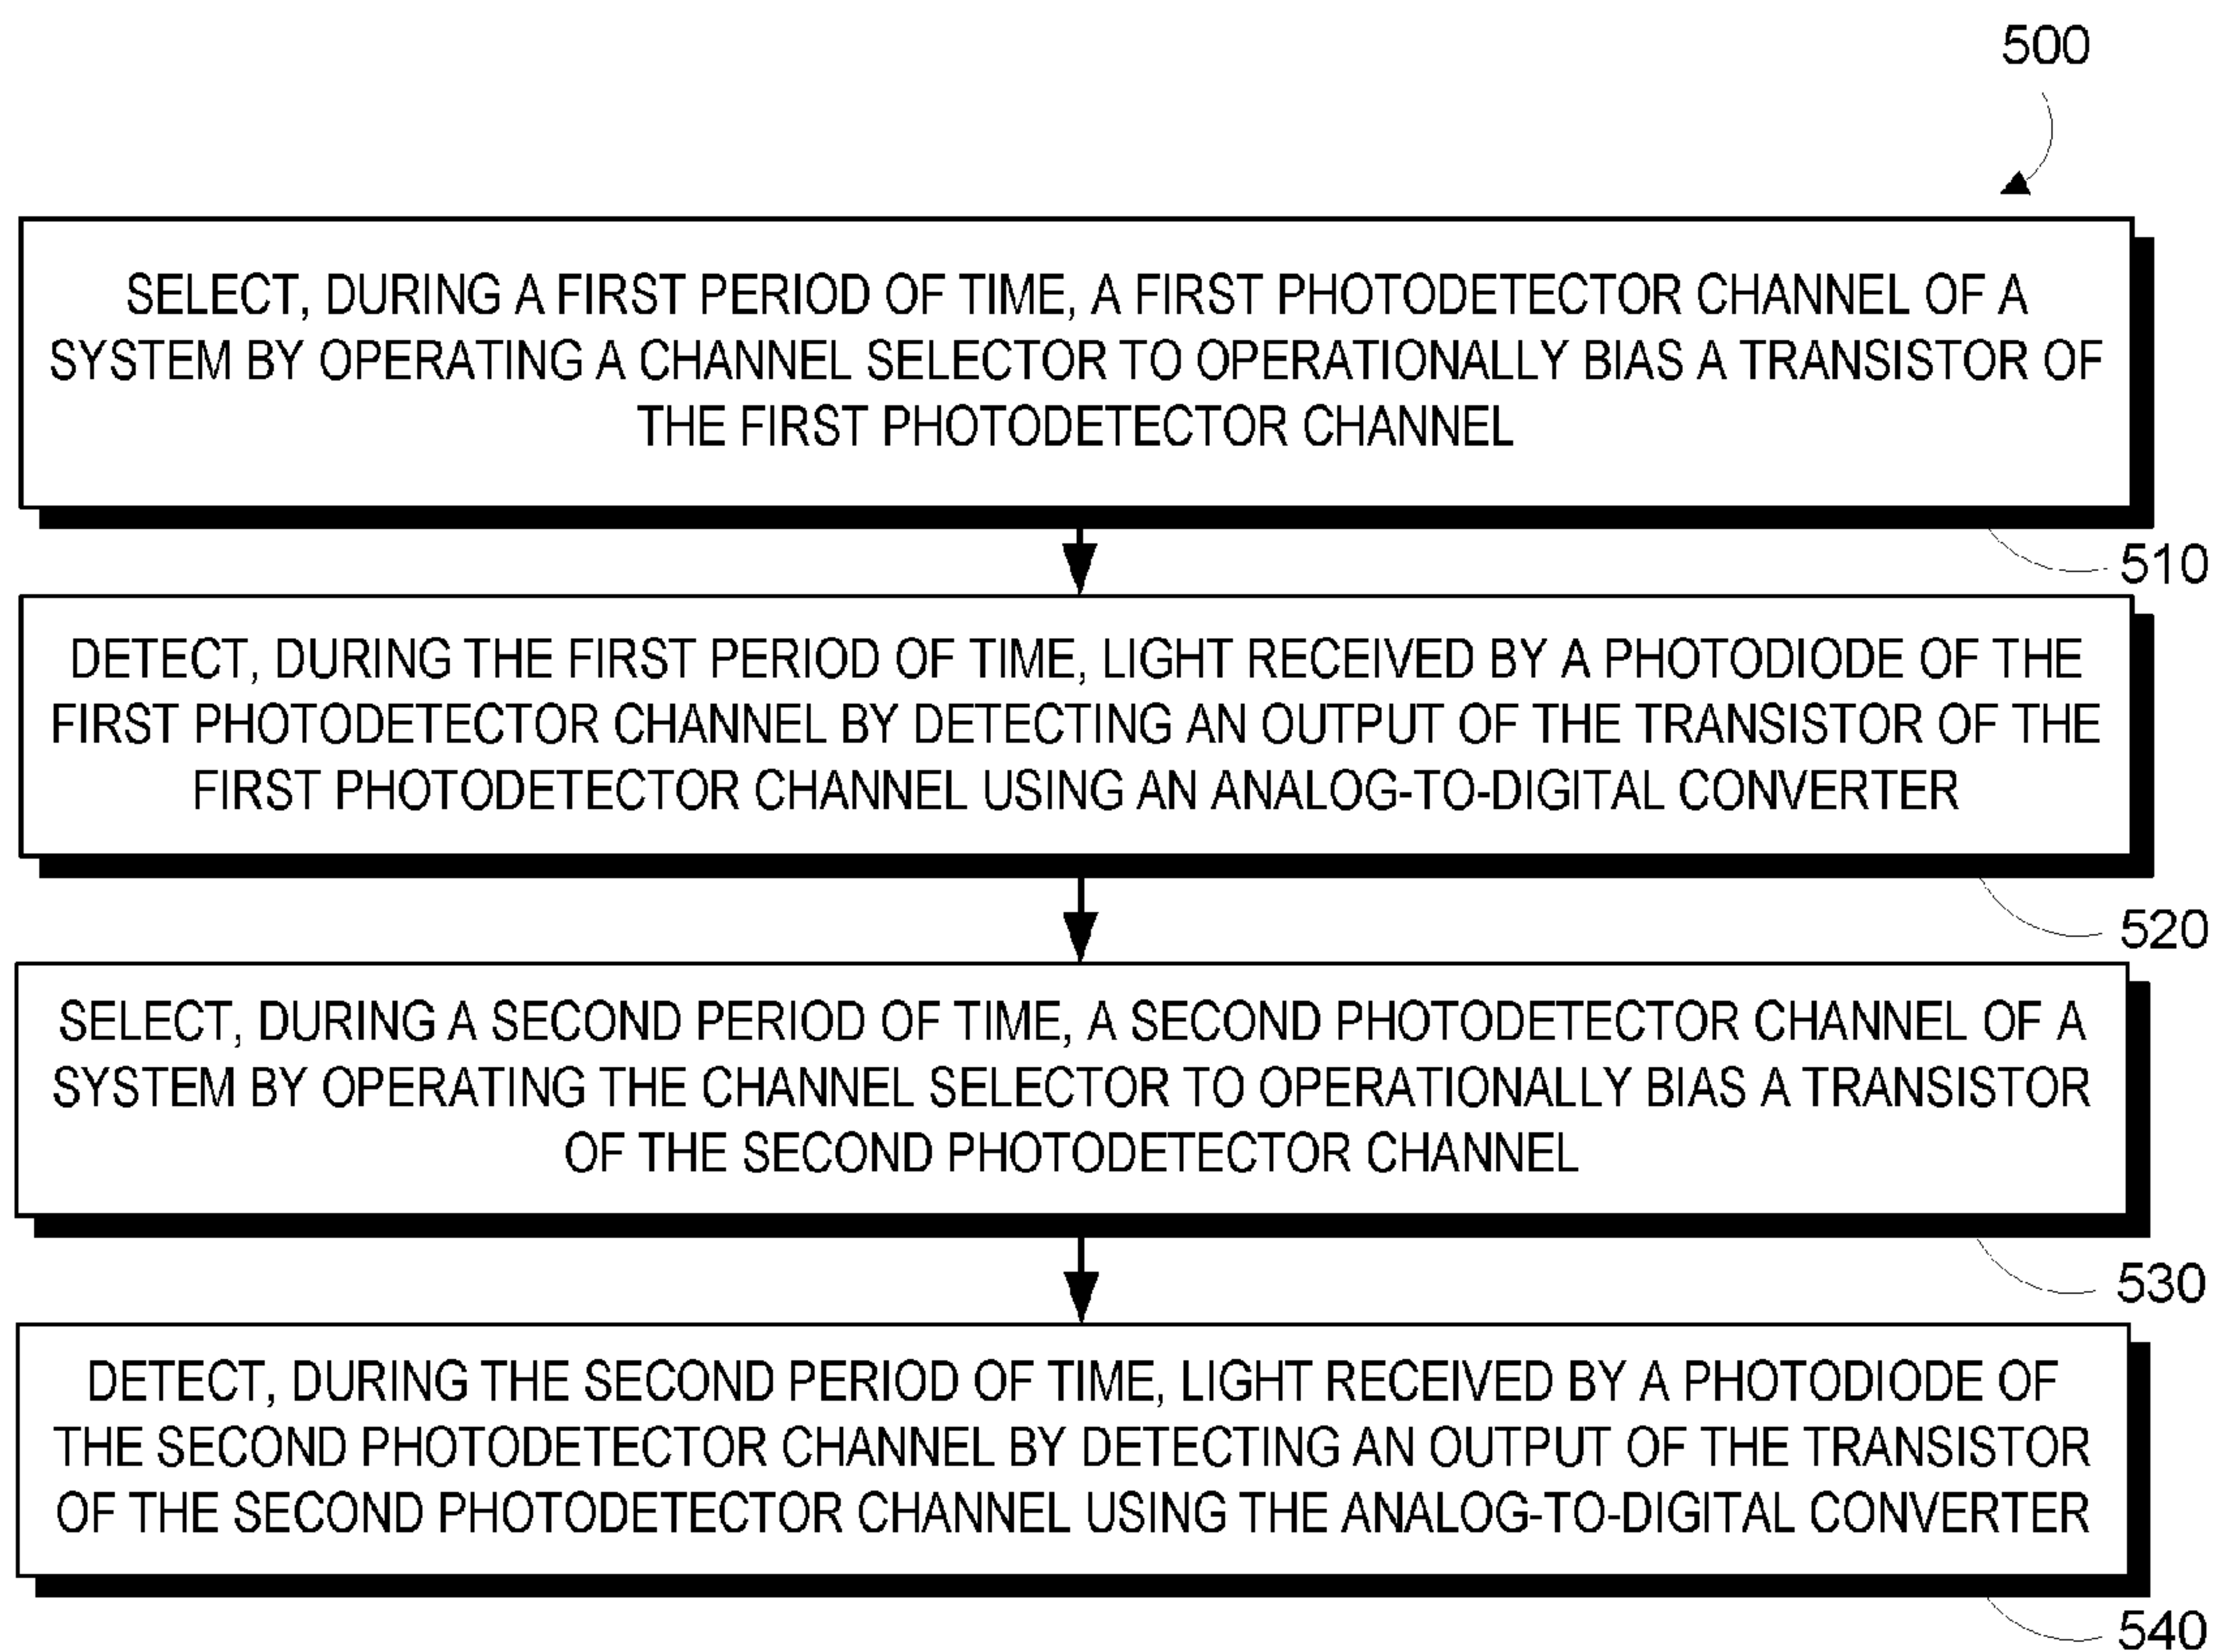 500
SELECT, DURING A FIRST PERIOD OF TIME, A FIRST PHOTODETECTOR CHANNEL OF A
SYSTEM BY OPERATING A CHANNEL SELECTOR TO OPERATIONALLY BIAS A TRANSISTOR OF
THE FIRST PHOTODETECTOR CHANNEL
510
DETECT, DURING THE FIRST PERIOD OF TIME, LIGHT RECEIVED BY A PHOTODIODE OF THE
FIRST PHOTODETECTOR CHANNEL BY DETECTING AN OUTPUT OF THE TRANSISTOR OF THE
FIRST PHOTODETECTOR CHANNEL USING AN ANALOG-TO-DIGITAL CONVERTER
520
SELECT, DURING A SECOND PERIOD OF TIME, A SECOND PHOTODETECTOR CHANNEL OF A
SYSTEM BY OPERATING THE CHANNEL SELECTOR TO OPERATIONALLY BIAS A TRANSISTOR
OF THE SECOND PHOTODETECTOR CHANNEL
530
DETECT, DURING THE SECOND PERIOD OF TIME, LIGHT RECEIVED BY A PHOTODIODE OF
THE SECOND PHOTODETECTOR CHANNEL BY DETECTING AN OUTPUT OF THE TRANSISTOR
OF THE SECOND PHOTODETECTOR CHANNEL USING THE ANALOG-TO-DIGITAL CONVERTER
540